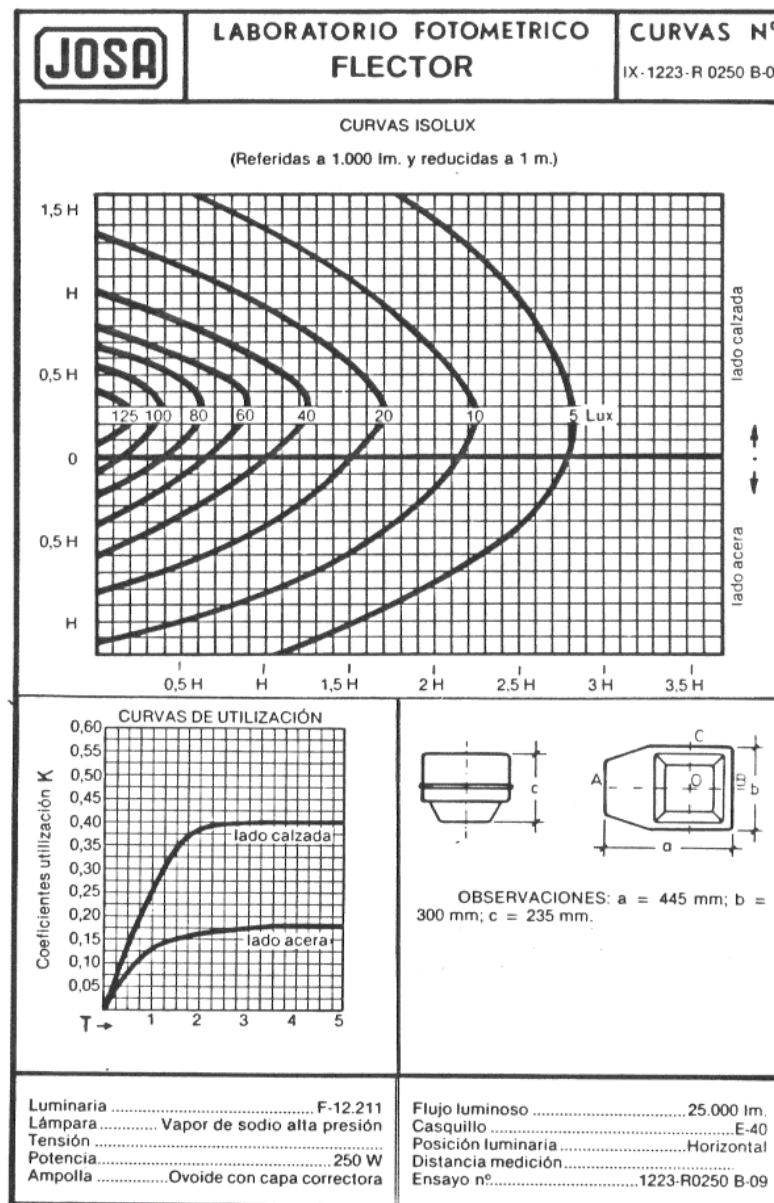 JOSA
LABORATORIO FOTOMETRICO
FLECTOR
CURVAS Nº
IX-1223-R 0250 B-0
CURVAS ISOLUX
(Referidas a 1.000 lm. y reducidas a 1 m.)
1,5 H
H
0,5 H
0
0,5 H
H
125 100 80 60 40 20 10 5 Lux
lado calzada
lado acera
0,5 H H 1,5 H 2 H 2,5 H 3 H 3,5 H
CURVAS DE UTILIZACIÓN
Coeficientes utilización K
0,60
0,55
0,50
0,45
0,40
0,35
0,30
0,25
0,20
0,15
0,10
0,05
lado calzada
lado acera
T → 1 2 3 4 5
c
A
C
O
B
b
a
OBSERVACIONES: a = 445 mm; b =
300 mm; c = 235 mm.
Luminaria ........................... F-12.211
Lámpara .......... Vapor de sodio alta presión
Tensión .......................................
Potencia ....................................... 250 W
Ampolla .......... Ovoide con capa correctora
Flujo luminoso ........................... 25.000 lm.
Casquillo ....................................... E-40
Posición luminaria ....................... Horizontal
Distancia medición ...........................
Ensayo nº ....................... 1223-R0250 B-09